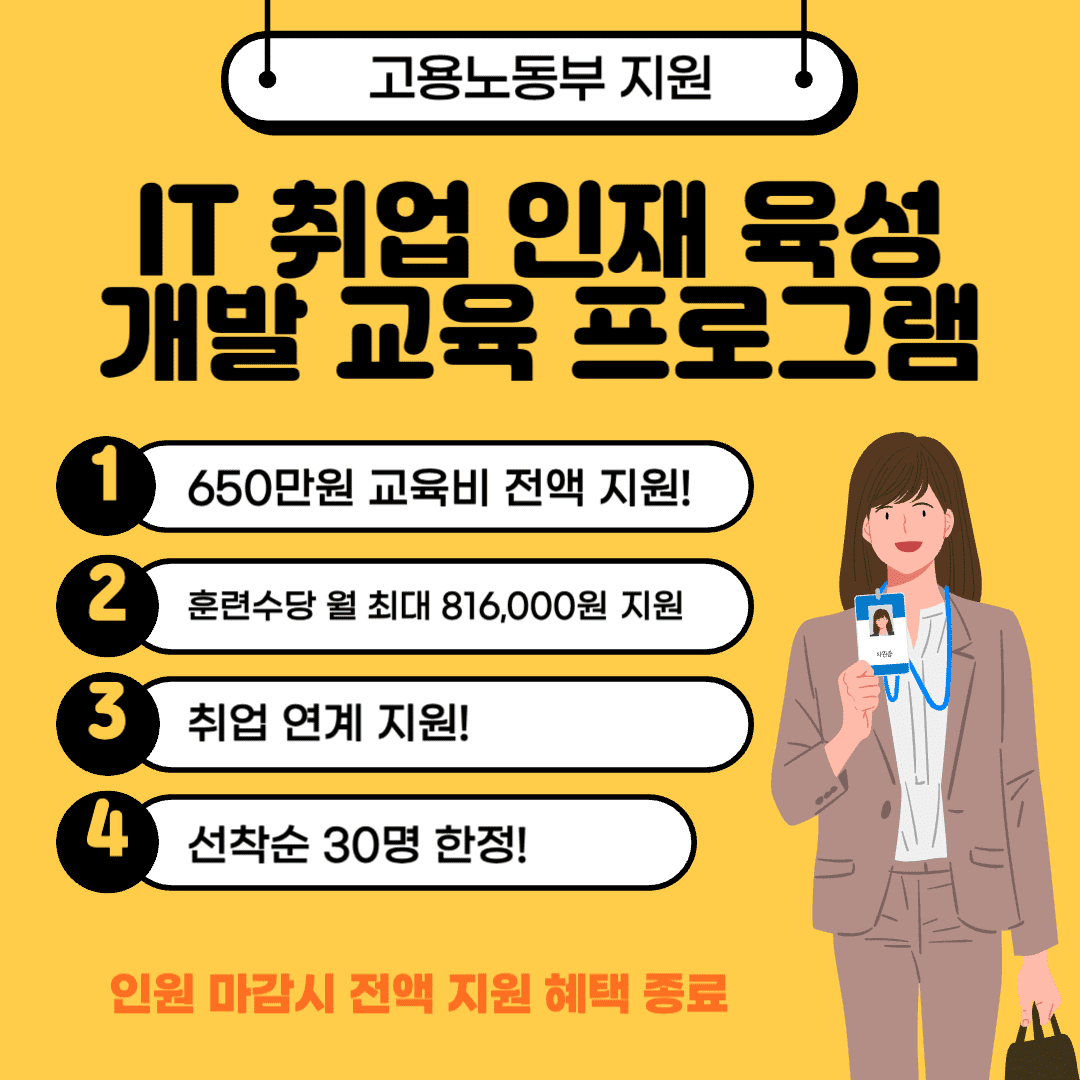 고용노동부 지원
IT 취업 인재 육성
개발 교육 프로그램
1 650만원 교육비 전액 지원!
2 훈련수당 월 최대 816,000원 지원
3 취업 연계 지원!
4 선착순 30명 한정!
사원증
인원 마감시 전액 지원 혜택 종료